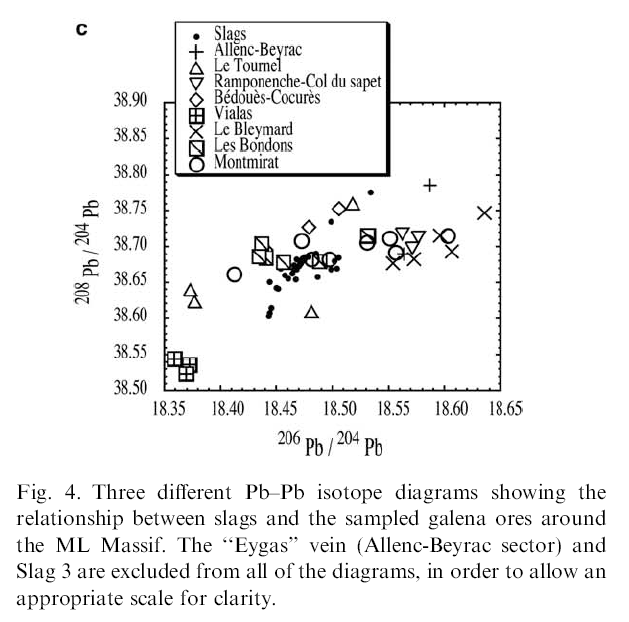 c
Slags
Allenc-Beyrac
Le Tournel
Ramponenche-Col du sapet
Bédouès-Cocurès
Vialas
Le Bleymard
Les Bondons
Montmirat
38.90
38.85
38.80
38.75
38.70
38.65
38.60
38.55
38.50
208 Pb / 204 Pb
18.35 18.40 18.45 18.50 18.55 18.60 18.65
206 Pb / 204 Pb
Fig. 4. Three different Pb–Pb isotope diagrams showing the
relationship between slags and the sampled galena ores around
the ML Massif. The “Eygas” vein (Allenc-Beyrac sector) and
Slag 3 are excluded from all of the diagrams, in order to allow an
appropriate scale for clarity.